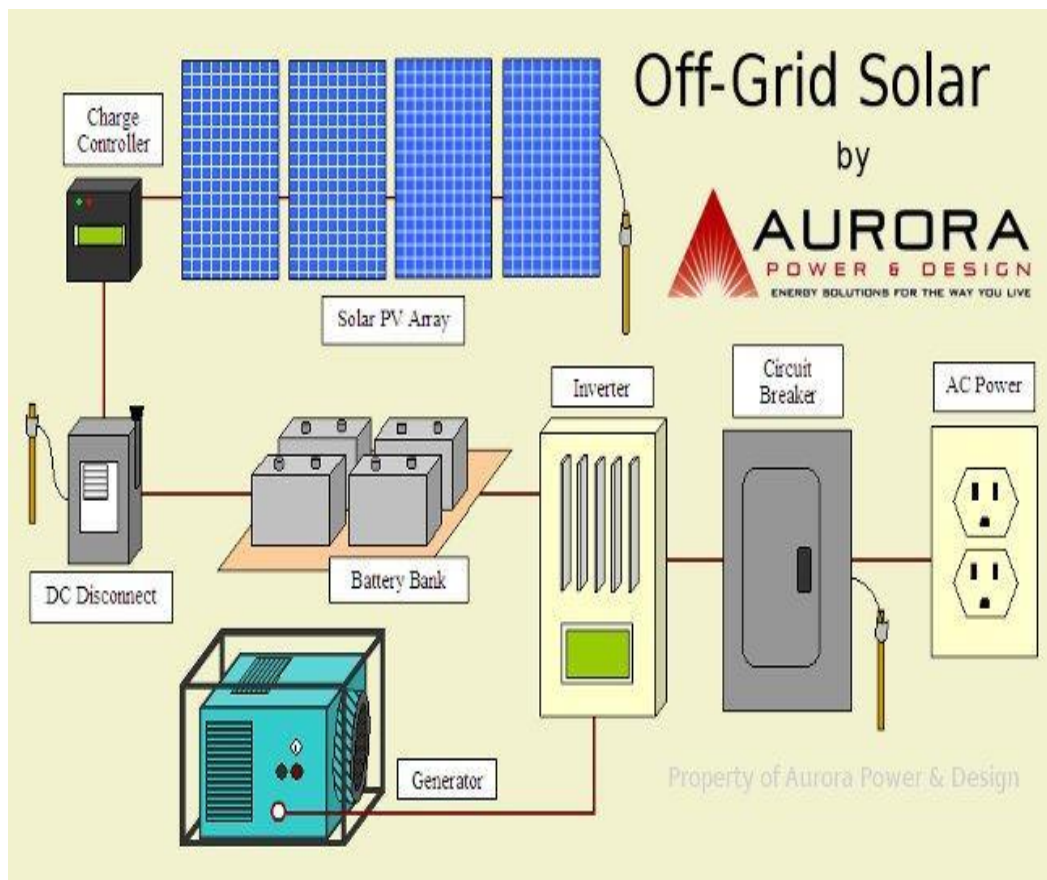 Off-Grid Solar
by
AURORA
POWER & DESIGN
ENERGY SOLUTIONS FOR THE WAY YOU LIVE
Charge
Controller
Solar PV Array
Inverter
Circuit
Breaker
AC Power
DC Disconnect
Battery Bank
Generator
Property of Aurora Power & Design